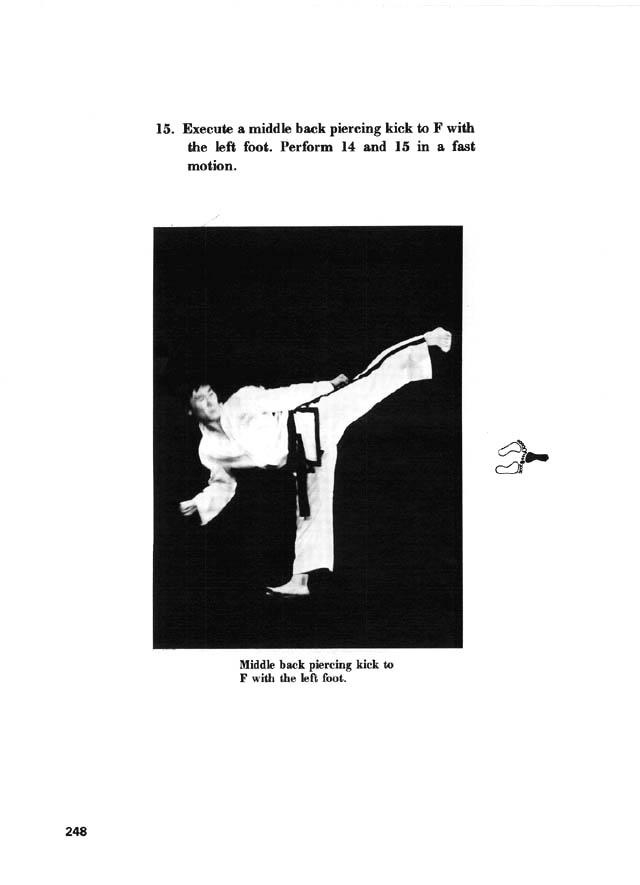 15. Execute a middle back piercing kick to F with
the left foot. Perform 14 and 15 in a fast
motion.
Middle back piercing kick to
F with the left foot.
248